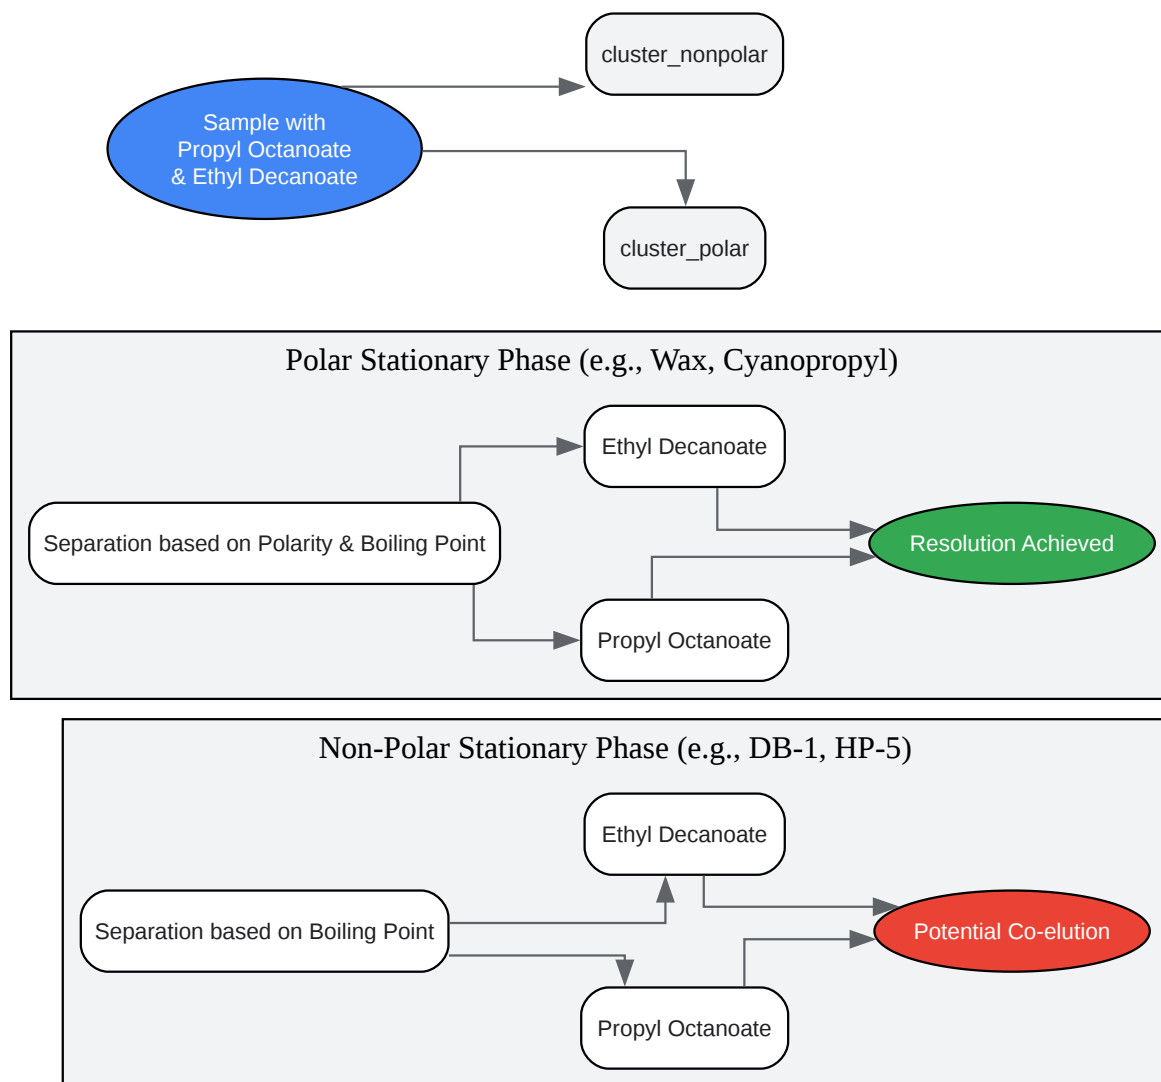 cluster_nonpolar
Sample with
Propyl Octanoate
& Ethyl Decanoate
cluster_polar
Polar Stationary Phase (e.g., Wax, Cyanopropyl)
Ethyl Decanoate
Separation based on Polarity & Boiling Point
Resolution Achieved
Propyl Octanoate
Non-Polar Stationary Phase (e.g., DB-1, HP-5)
Ethyl Decanoate
Separation based on Boiling Point
Potential Co-elution
Propyl Octanoate